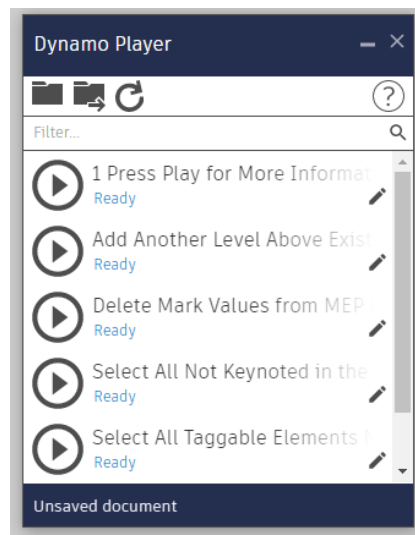 Dynamo Player
?
Filter...
1 Press Play for More Informat
Ready
Add Another Level Above Exist
Ready
Delete Mark Values from MEP
Ready
Select All Not Keynoted in the
Ready
Select All Taggable Elements
Ready
Unsaved document